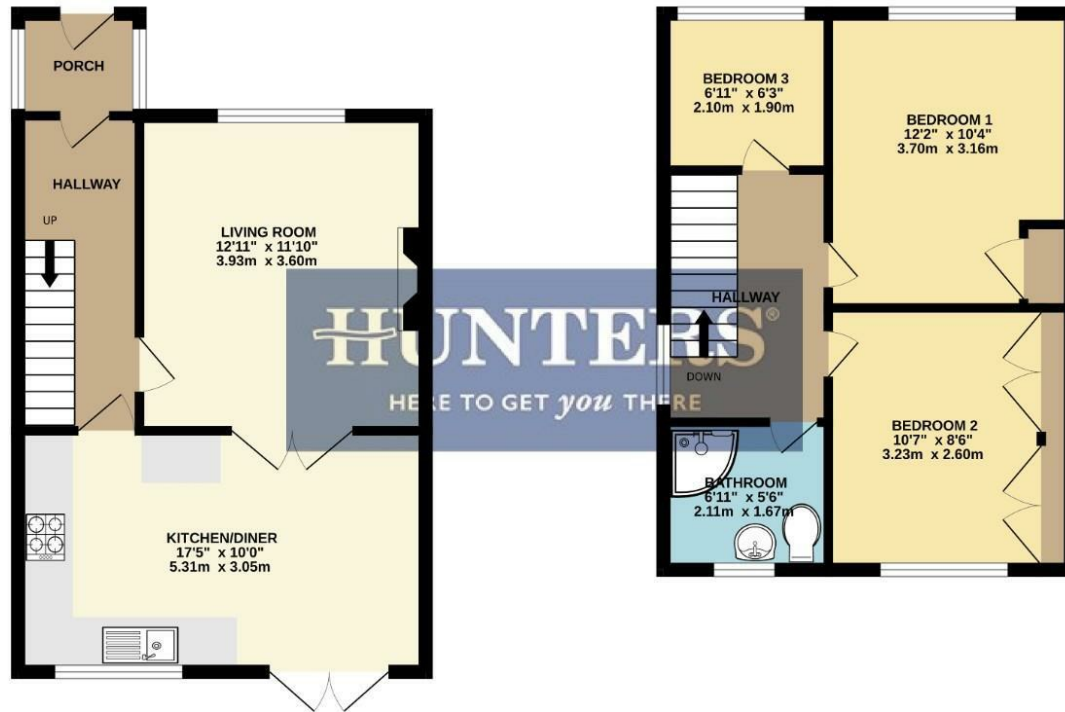 PORCH
HALLWAY
UP
LIVING ROOM
12'11" x 11'10"
3.93m x 3.60m
KITCHEN/DINER
17'5" x 10'0"
5.31m x 3.05m
BEDROOM 3
6'11" x 6'3"
2.10m x 1.90m
BEDROOM 1
12'2" x 10'4"
3.70m x 3.16m
HALLWAY
DOWN
BEDROOM 2
10'7" x 8'6"
3.23m x 2.60m
BATHROOM
6'11" x 5'6"
2.11m x 1.67m
HUNTERS®
HERE TO GET you THERE